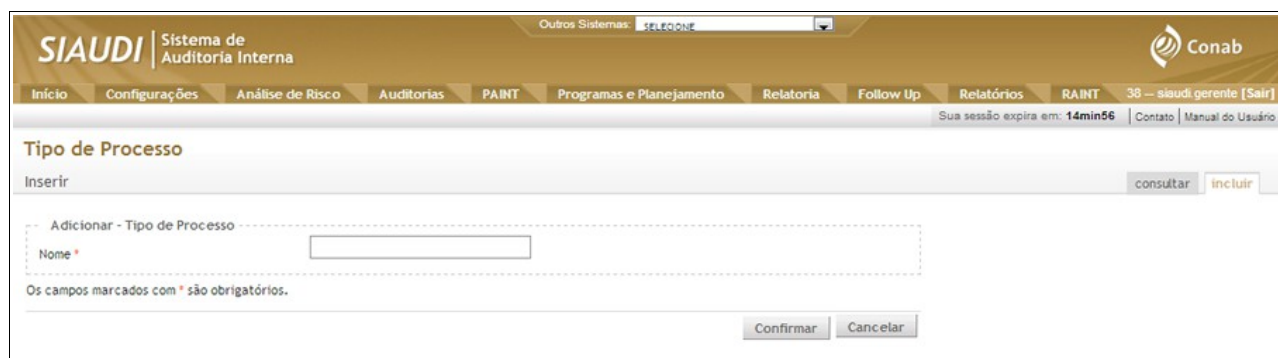 Outros Sistemas: SELECIONE
SIAUDI Sistema de
Auditoria Interna
Conab
Início Configurações Análise de Risco Auditorias PAINT Programas e Planejamento Relatoria Follow Up Relatórios RAINT 38 – siaudi.gerente [Sair]
Sua sessão expira em: 14min56 | Contato | Manual do Usuário
Tipo de Processo
Inserir consultar incluir
Adicionar - Tipo de Processo
Nome *
Os campos marcados com * são obrigatórios.
Confirmar Cancelar